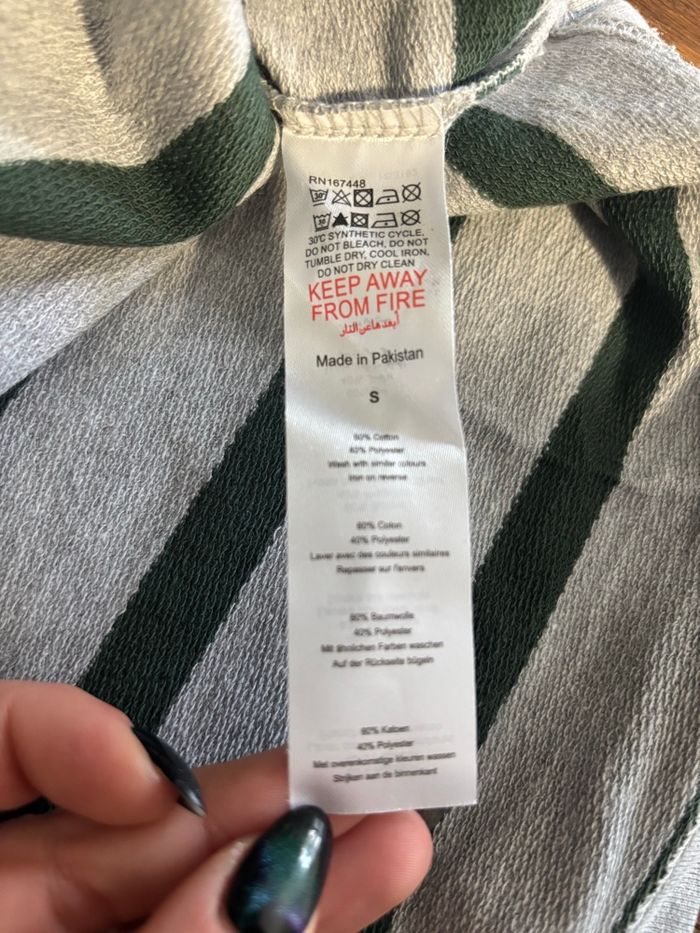 RN167448
30°C SYNTHETIC CYCLE,
DO NOT BLEACH, DO NOT
TUMBLE DRY, COOL IRON,
DO NOT DRY CLEAN
KEEP AWAY
FROM FIRE
أبعدها عن النار
Made in Pakistan
S
60% Cotton
40% Polyester
Wash with similar colours
Iron on reverse
60% Coton
40% Polyester
Laver avec des couleurs similaires
Repasser sur l'envers
60% Baumwolle
40% Polyester
Mit ähnlichen Farben waschen
Auf der Rückseite bügeln
60% Katoen
40% Polyester
Met overenkomstige kleuren wassen
Strijken aan de binnenkant